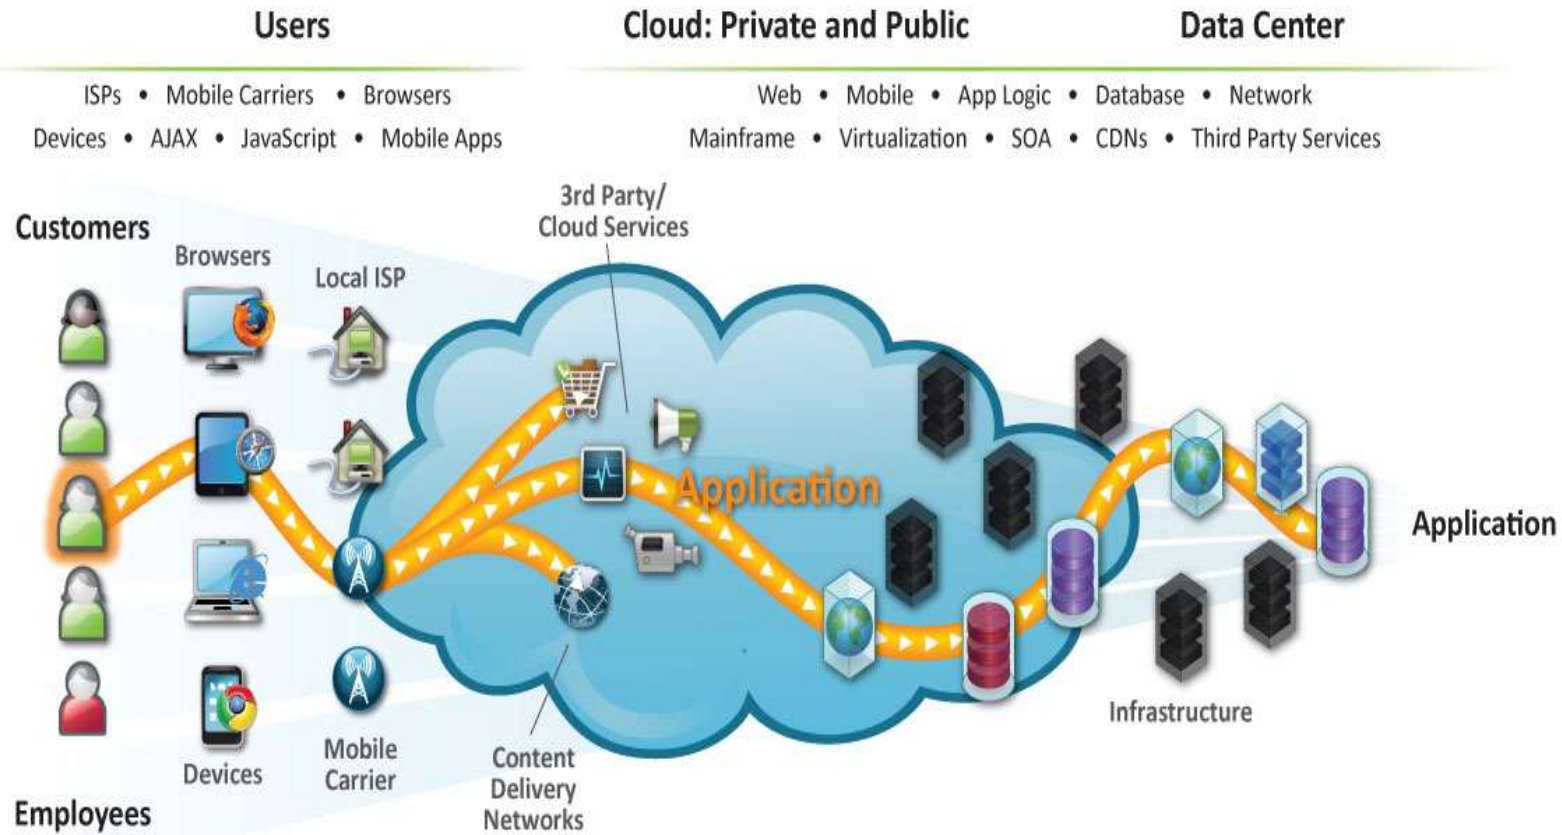 Users
Cloud: Private and Public
Data Center
ISPs • Mobile Carriers • Browsers
Devices • AJAX • JavaScript • Mobile Apps
Web • Mobile • App Logic • Database • Network
Mainframe • Virtualization • SOA • CDNs • Third Party Services
Customers
Browsers
Local ISP
3rd Party/
Cloud Services
Application
Application
Infrastructure
Devices
Mobile
Carrier
Content
Delivery
Networks
Employees